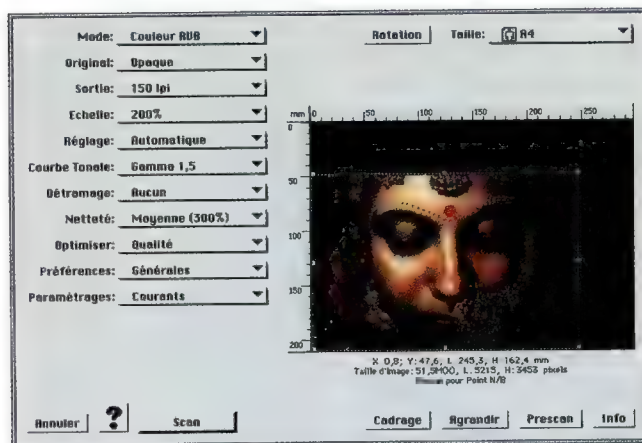 Mode: Couleur RVB
Rotation
Taille: A4
Original: Opaque
Sortie: 150 lpi
Echelle: 200%
Réglage: Automatique
Courbe Tonale: Gamma 1,5
Détramage: Aucun
Netteté: Moyenne (300%)
Optimiser: Qualité
Préférences: Générales
Paramétrages: Courants
mm 0 50 100 150 200 250
0
50
100
150
200
X 0,8; Y: 47,6, L 245,3, H 162,4 mm
Taille d'image: 51,5MOO, L. 5215, H: 3453 pixels
pour Point N/B
Annuler
?
Scan
Cadrage
Agrandir
Prescan
Info